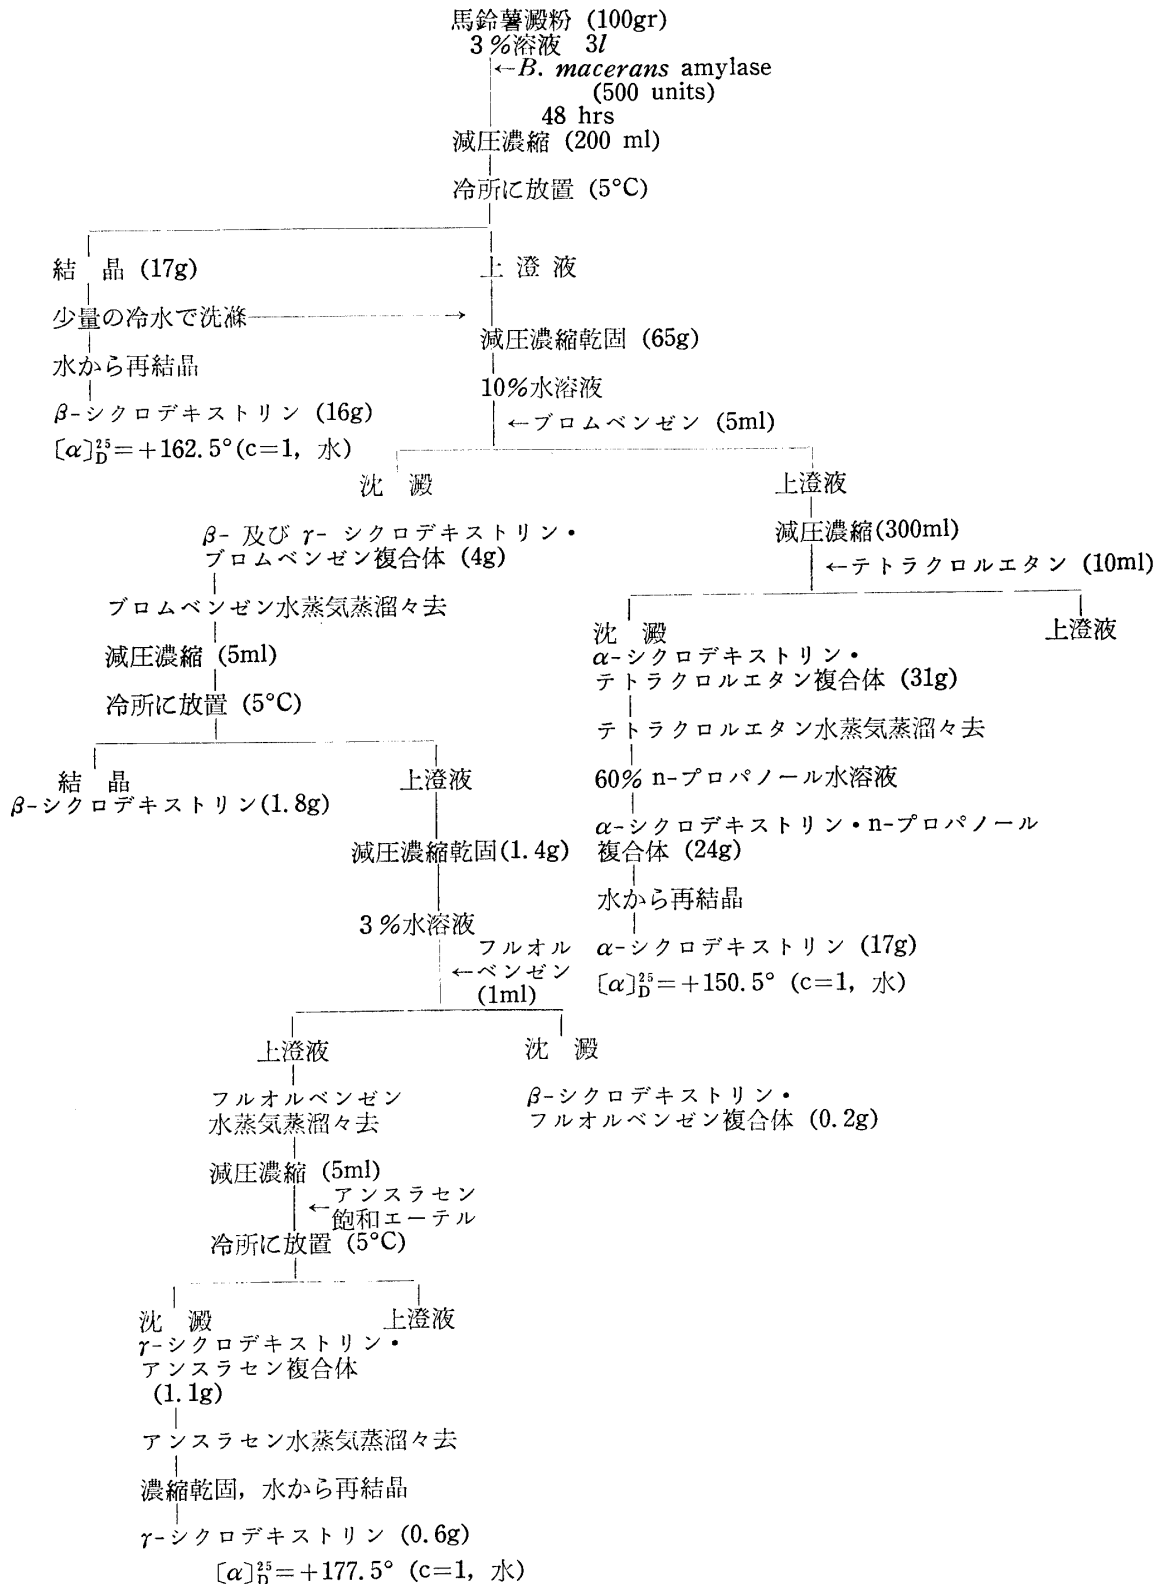 馬鈴薯澱粉 (100gr)
3%溶液 3l
←B. macerans amylase
(500 units)
48 hrs
減圧濃縮 (200 ml)
冷所に放置 (5°C)
結 晶 (17g)
少量の冷水で洗滌
水から再結晶
β-シクロデキストリン (16g)
〔α〕25D=+162.5°(c=1, 水)
上 澄 液
減圧濃縮乾固 (65g)
10%水溶液
←ブロムベンゼン (5ml)
沈 澱
β- 及び γ- シクロデキストリン・
ブロムベンゼン複合体 (4g)
ブロムベンゼン水蒸気蒸溜々去
減圧濃縮 (5ml)
冷所に放置 (5°C)
結 晶
β-シクロデキストリン(1.8g)
上澄液
減圧濃縮乾固(1.4g)
3%水溶液
フルオル
←ベンゼン
(1ml)
上澄液
フルオルベンゼン
水蒸気蒸溜々去
減圧濃縮 (5ml)
←アンスラセン
飽和エーテル
冷所に放置 (5°C)
沈 澱
γ-シクロデキストリン・
アンスラセン複合体
(1.1g)
アンスラセン水蒸気蒸溜々去
濃縮乾固, 水から再結晶
γ-シクロデキストリン (0.6g)
〔α〕25D=+177.5° (c=1, 水)
上澄液
沈 澱
β-シクロデキストリン・
フルオルベンゼン複合体 (0.2g)
上澄液
減圧濃縮(300ml)
←テトラクロルエタン (10ml)
沈 澱
α-シクロデキストリン・
テトラクロルエタン複合体 (31g)
テトラクロルエタン水蒸気蒸溜々去
60% n-プロパノール水溶液
α-シクロデキストリン・n-プロパノール
複合体 (24g)
水から再結晶
α-シクロデキストリン (17g)
〔α〕25D=+150.5° (c=1, 水)
上澄液